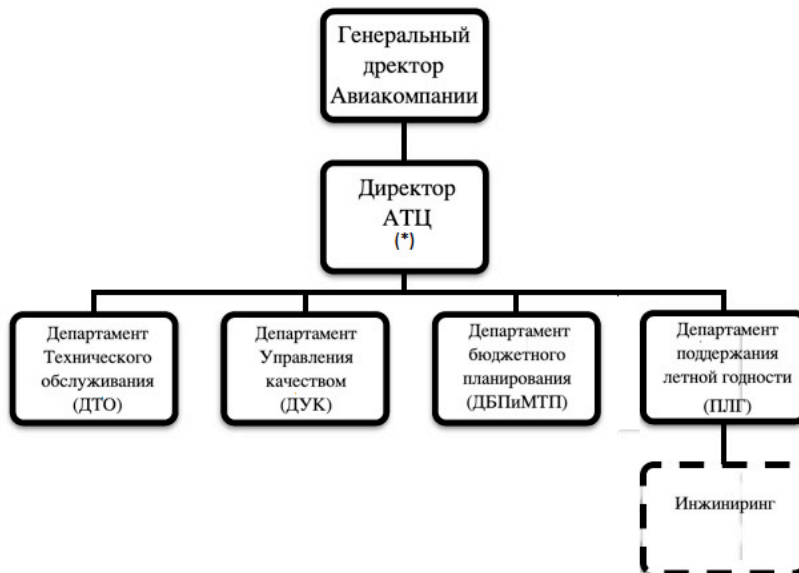 Генеральный
дректор
Авиакомпании
Директор
АТЦ
(*)
Департамент
Технического
обслуживания
(ДТО)
Департамент
Управления
качеством
(ДУК)
Департамент
бюджетного
планирования
(ДБПиМТП)
Департамент
поддержания
летной годности
(ПЛГ)
Инжиниринг